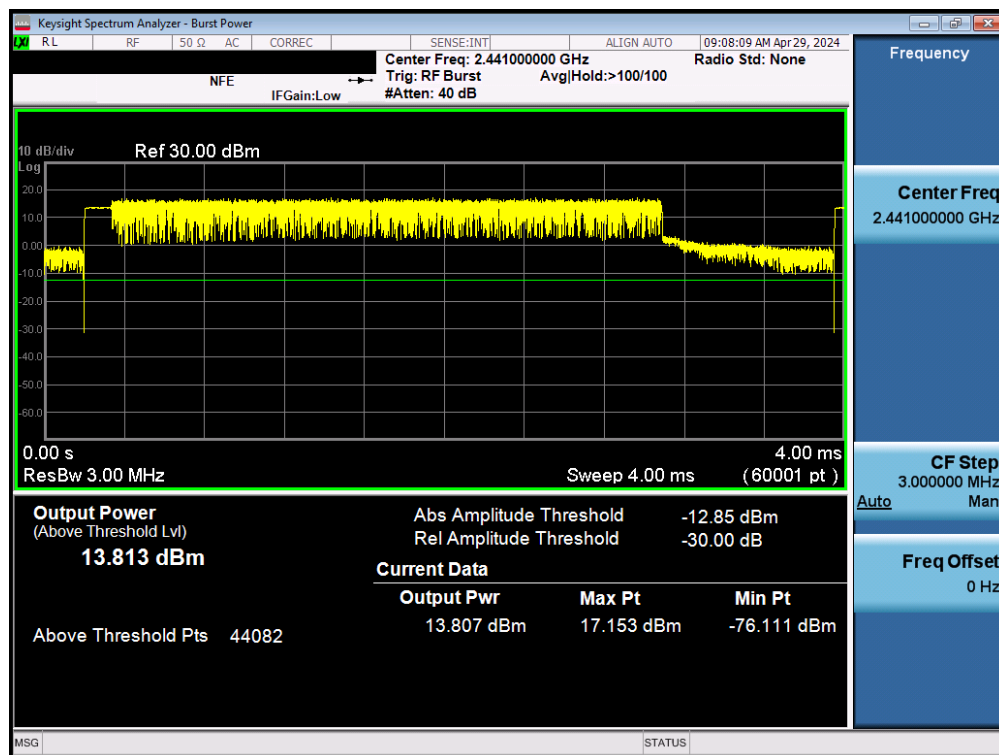 Keysight Spectrum Analyzer - Burst Power
LXI RL RF 50 Ω AC CORREC SENSE:INT ALIGN AUTO 09:08:09 AM Apr 29, 2024
Center Freq: 2.441000000 GHz Radio Std: None
NFE Trig: RF Burst Avg|Hold:>100/100
IFGain:Low #Atten: 40 dB
Frequency
10 dB/div Ref 30.00 dBm
Log
20.0
10.0
0.00
-10.0
-20.0
-30.0
-40.0
-50.0
-60.0
0.00 s 4.00 ms
ResBw 3.00 MHz Sweep 4.00 ms (60001 pt)
Output Power
(Above Threshold Lvl)
13.813 dBm
Above Threshold Pts 44082
Abs Amplitude Threshold -12.85 dBm
Rel Amplitude Threshold -30.00 dB
Current Data
Output Pwr Max Pt Min Pt
13.807 dBm 17.153 dBm -76.111 dBm
Center Freq
2.441000000 GHz
CF Step
3.000000 MHz
Auto Man
Freq Offset
0 Hz
MSG STATUS